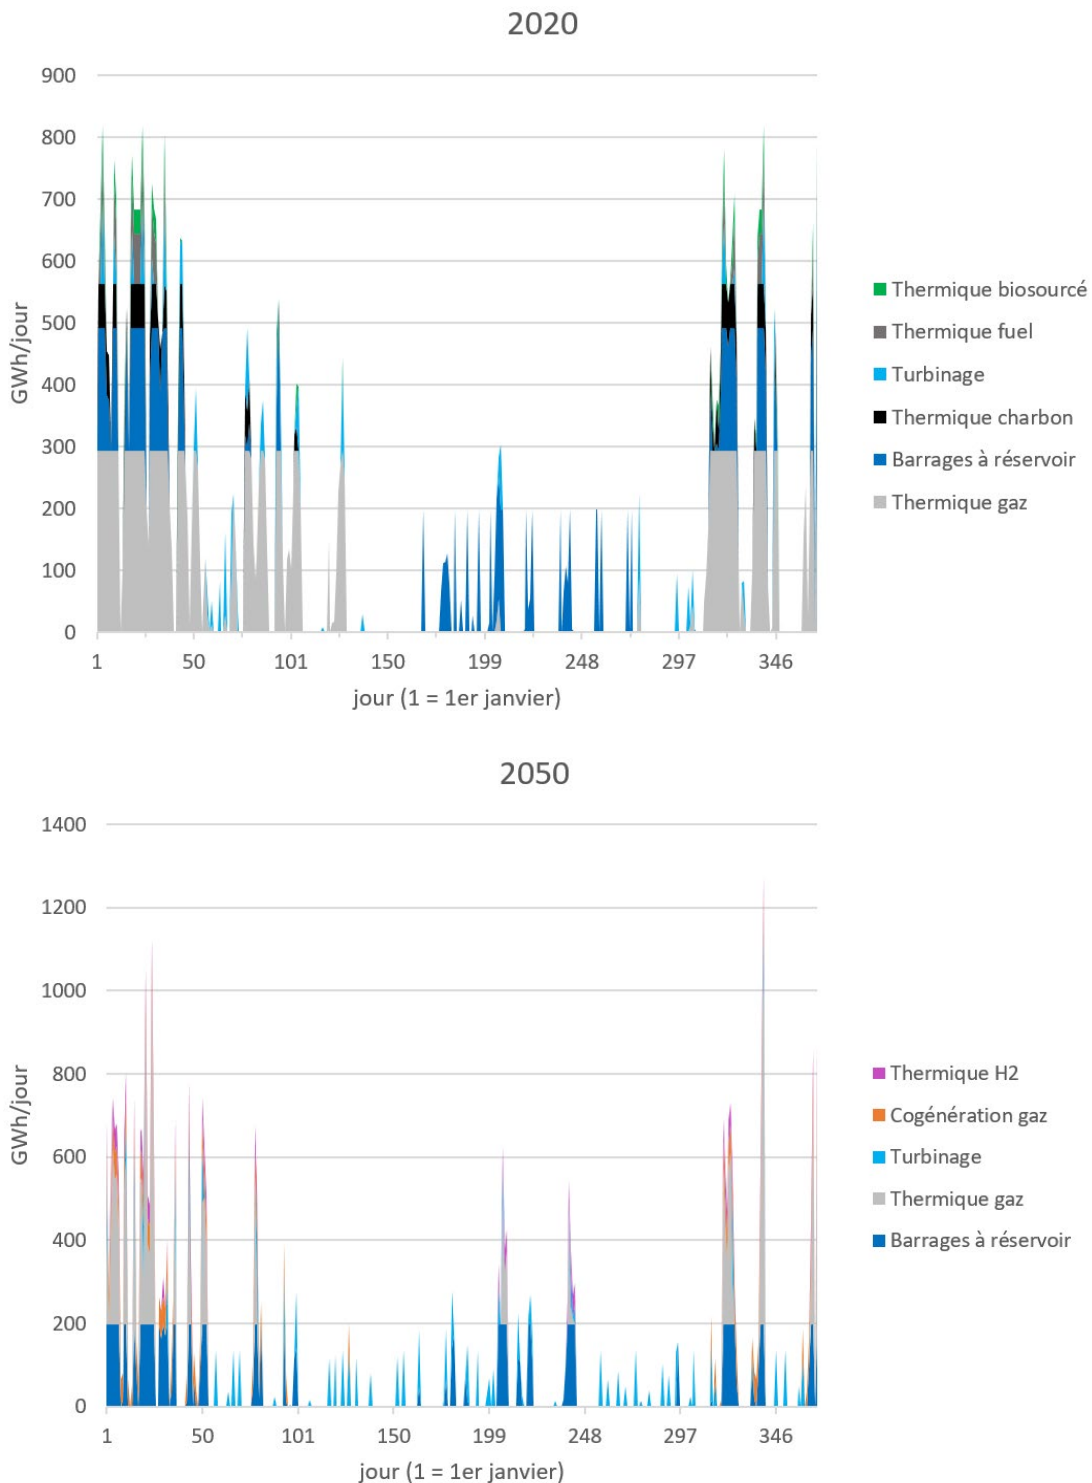 2020
900
800
700
600
500
400
300
200
100
0
GWh/jour
1 50 101 150 199 248 297 346
jour (1 = 1er janvier)
Thermique biosourcé
Thermique fuel
Turbinage
Thermique charbon
Barrages à réservoir
Thermique gaz
2050
1400
1200
1000
800
600
400
200
0
GWh/jour
1 50 101 150 199 248 297 346
jour (1 = 1er janvier)
Thermique H2
Cogénération gaz
Turbinage
Thermique gaz
Barrages à réservoir